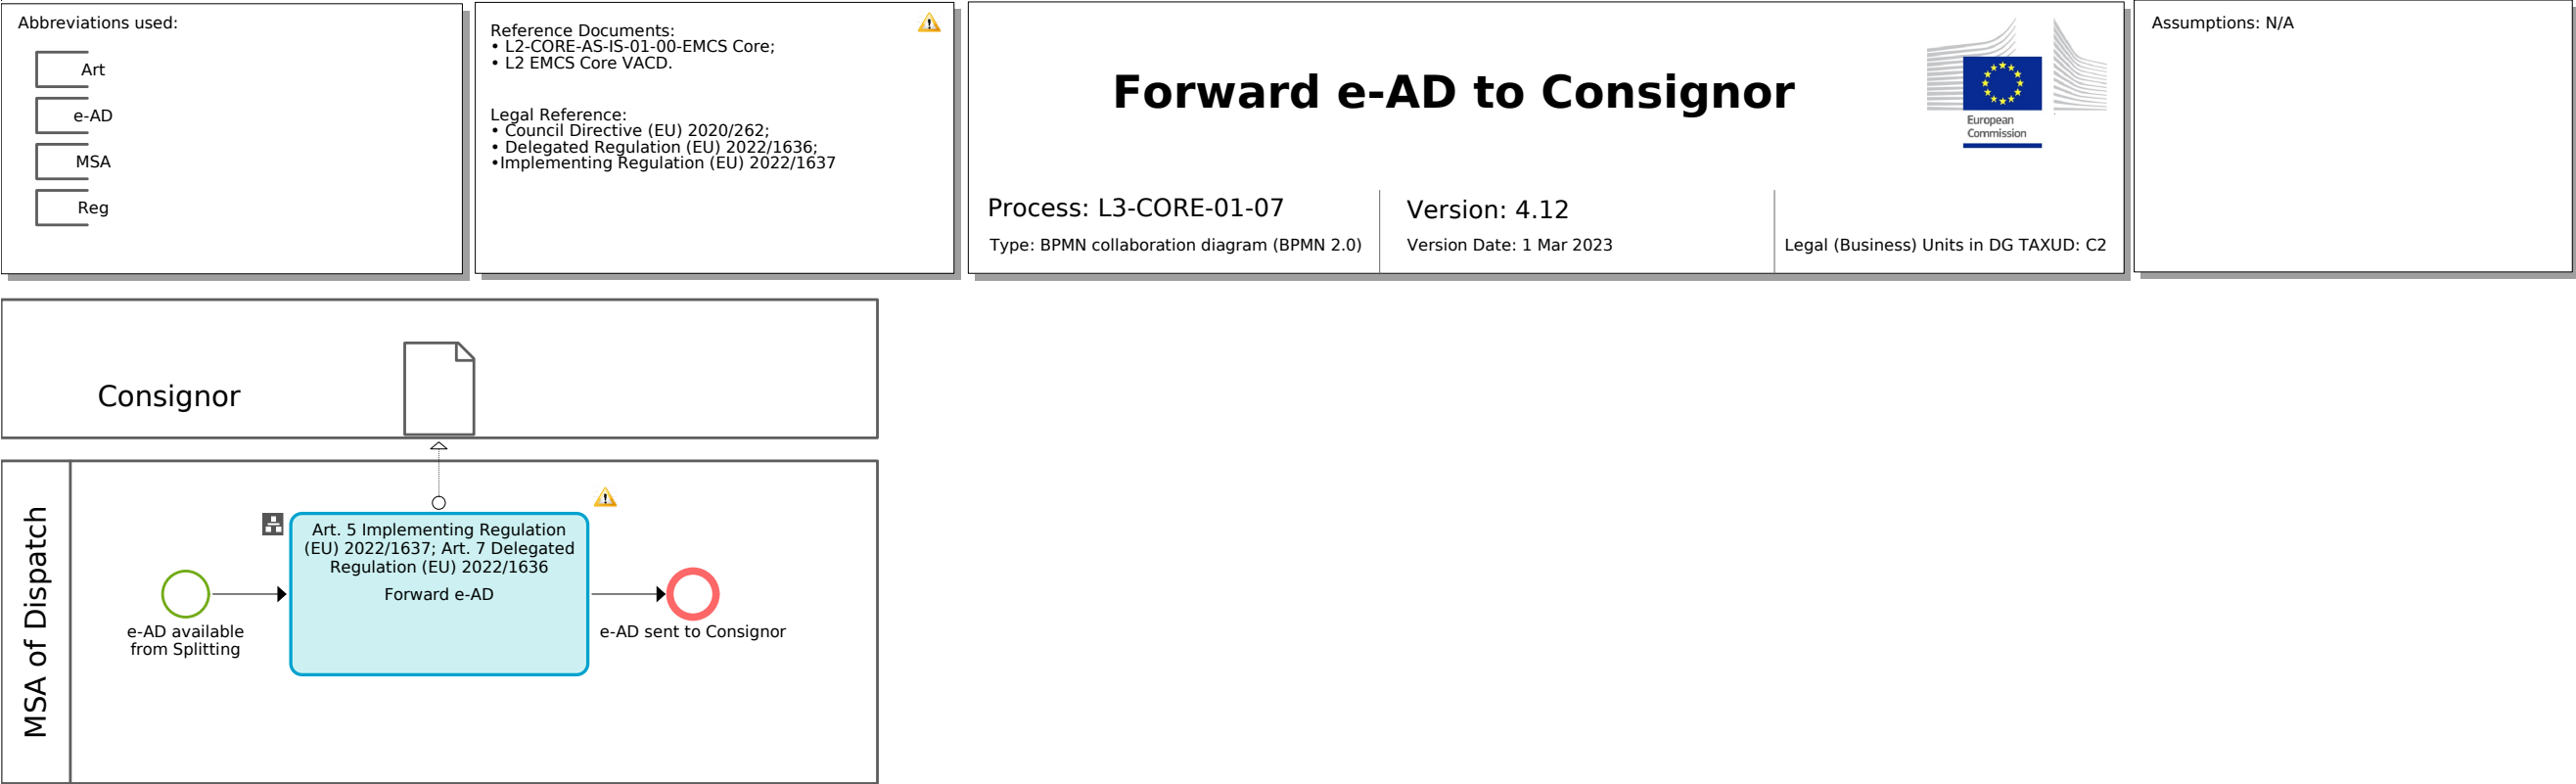 Abbreviations used:
Art
e-AD
MSA
Reg
Reference Documents:
• L2-CORE-AS-IS-01-00-EMCS Core;
• L2 EMCS Core VACD.
Legal Reference:
• Council Directive (EU) 2020/262;
• Delegated Regulation (EU) 2022/1636;
•Implementing Regulation (EU) 2022/1637
Forward e-AD to Consignor
European
Commission
Process: L3-CORE-01-07
Type: BPMN collaboration diagram (BPMN 2.0)
Version: 4.12
Version Date: 1 Mar 2023
Legal (Business) Units in DG TAXUD: C2
Assumptions: N/A
Consignor
MSA of Dispatch
e-AD available
from Splitting
Art. 5 Implementing Regulation
(EU) 2022/1637; Art. 7 Delegated
Regulation (EU) 2022/1636
Forward e-AD
e-AD sent to Consignor